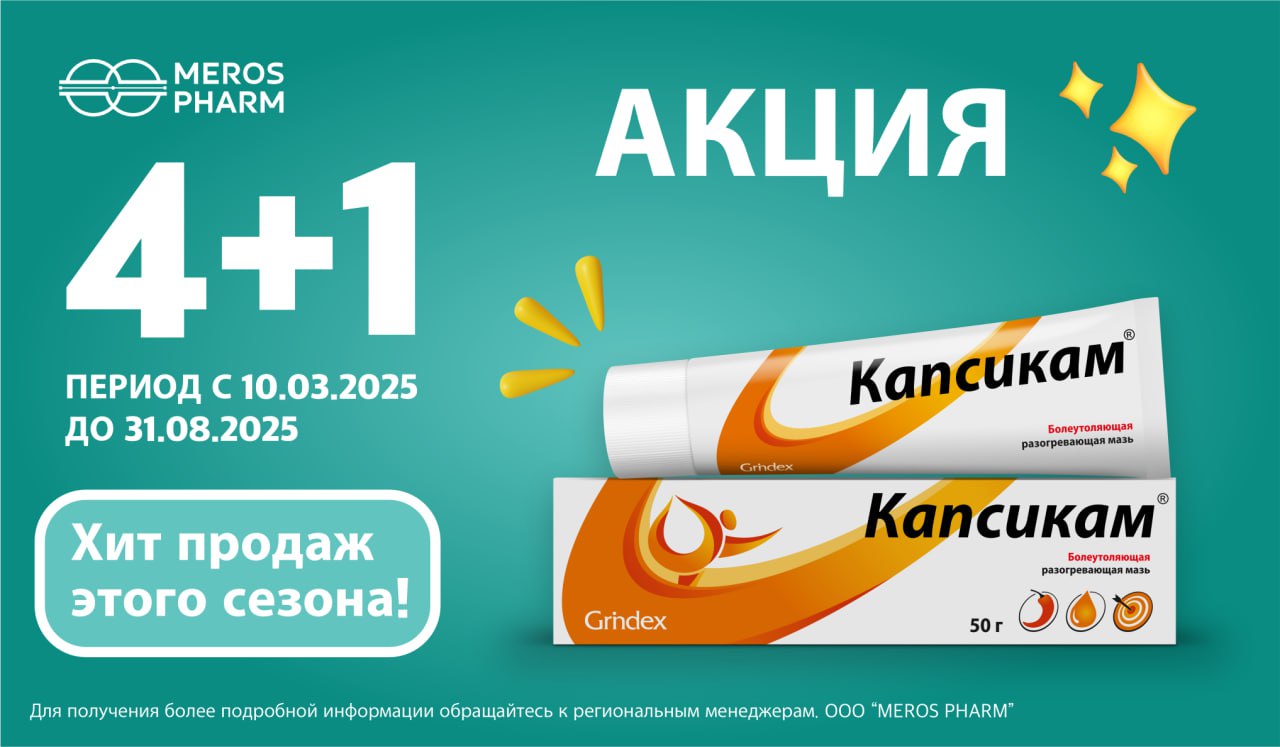 MEROS
PHARM
АКЦИЯ
4+1
ПЕРИОД С 10.03.2025
ДО 31.08.2025
Хит продаж
этого сезона!
Капсикам®
Болеутоляющая
разогревающая мазь
Grindex
Капсикам®
Болеутоляющая
разогревающая мазь
50 г
Grindex
Для получения более подробной информации обращайтесь к региональным менеджерам. ООО “MEROS PHARM”